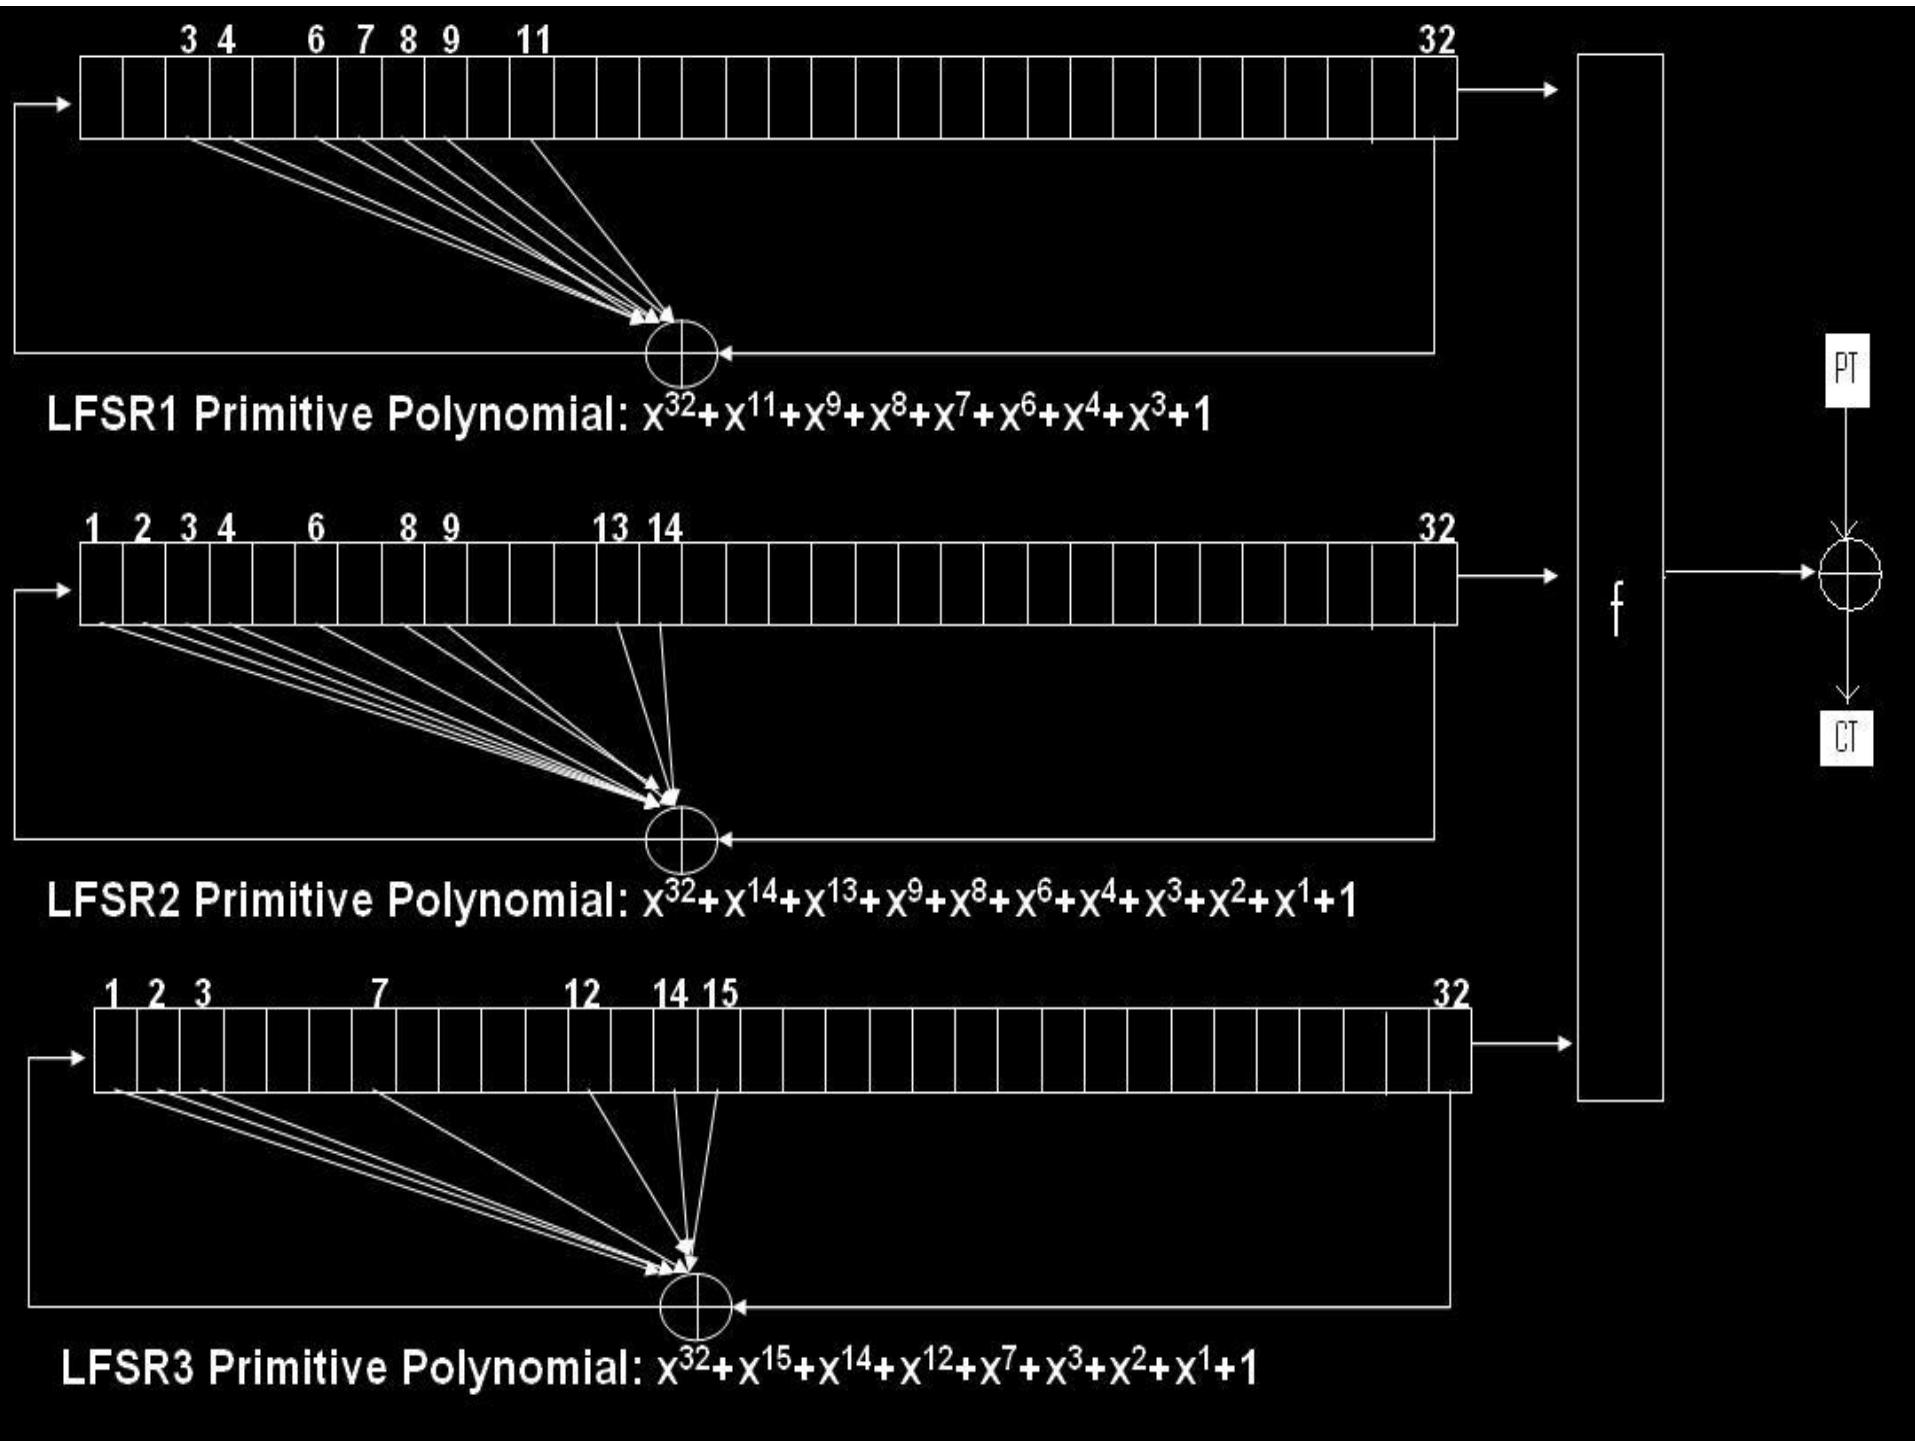 3 4 6 7 8 9 11 32
LFSR1 Primitive Polynomial: x³²+x¹¹+x⁹+x⁸+x⁷+x⁶+x⁴+x³+1
PT
1 2 3 4 6 8 9 13 14 32
f
CT
LFSR2 Primitive Polynomial: x³²+x¹⁴+x¹³+x⁹+x⁸+x⁶+x⁴+x³+x²+x¹+1
1 2 3 7 12 14 15 32
LFSR3 Primitive Polynomial: x³²+x¹⁵+x¹⁴+x¹²+x⁷+x³+x²+x¹+1